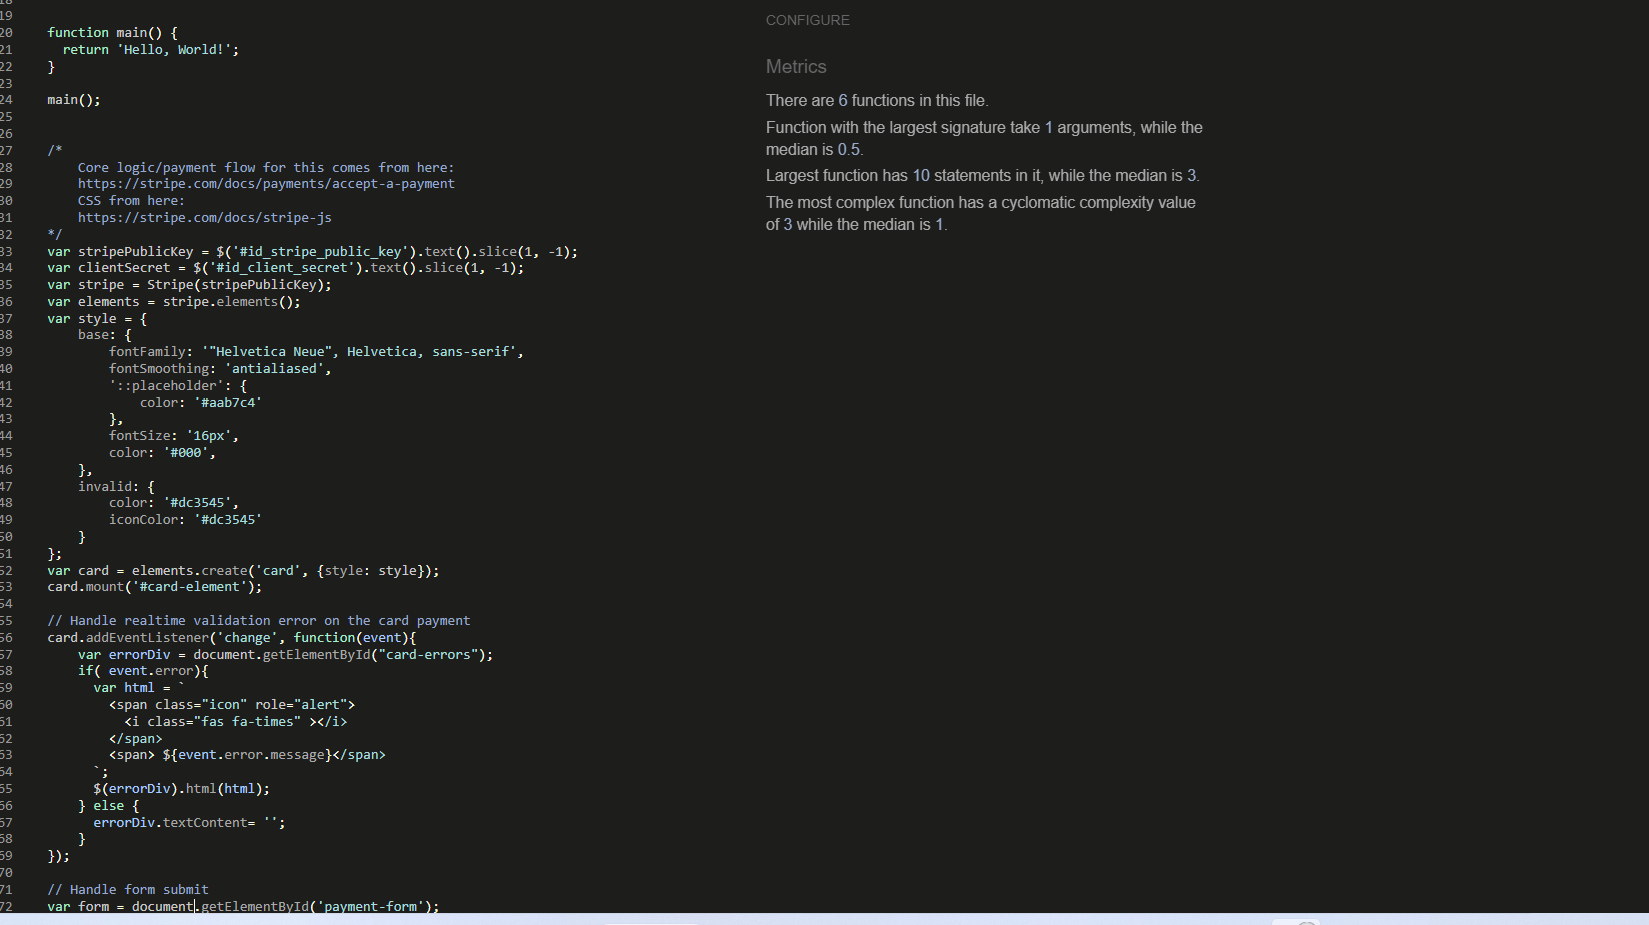 19
20 function main() {
21 return 'Hello, World!';
22 }
23
24 main();
25
26
27 /*
28 Core logic/payment flow for this comes from here:
29 https://stripe.com/docs/payments/accept-a-payment
30 CSS from here:
31 https://stripe.com/docs/stripe-js
32 */
33 var stripePublicKey = $('#id_stripe_public_key').text().slice(1, -1);
34 var clientSecret = $('#id_client_secret').text().slice(1, -1);
35 var stripe = Stripe(stripePublicKey);
36 var elements = stripe.elements();
37 var style = {
38 base: {
39 fontFamily: '"Helvetica Neue", Helvetica, sans-serif',
40 fontSmoothing: 'antialiased',
41 '::placeholder': {
42 color: '#aab7c4'
43 },
44 fontSize: '16px',
45 color: '#000',
46 },
47 invalid: {
48 color: '#dc3545',
49 iconColor: '#dc3545'
50 }
51 };
52 var card = elements.create('card', {style: style});
53 card.mount('#card-element');
54
55 // Handle realtime validation error on the card payment
56 card.addEventListener('change', function(event){
57 var errorDiv = document.getElementById("card-errors");
58 if( event.error){
59 var html = `
60 <span class="icon" role="alert">
61 <i class="fas fa-times" ></i>
62 </span>
63 <span> ${event.error.message}</span>
64 `;
65 $(errorDiv).html(html);
66 } else {
67 errorDiv.textContent= '';
68 }
69 });
70
71 // Handle form submit
72 var form = document.getElementById('payment-form');
CONFIGURE
Metrics
There are 6 functions in this file.
Function with the largest signature take 1 arguments, while the
median is 0.5.
Largest function has 10 statements in it, while the median is 3.
The most complex function has a cyclomatic complexity value
of 3 while the median is 1.